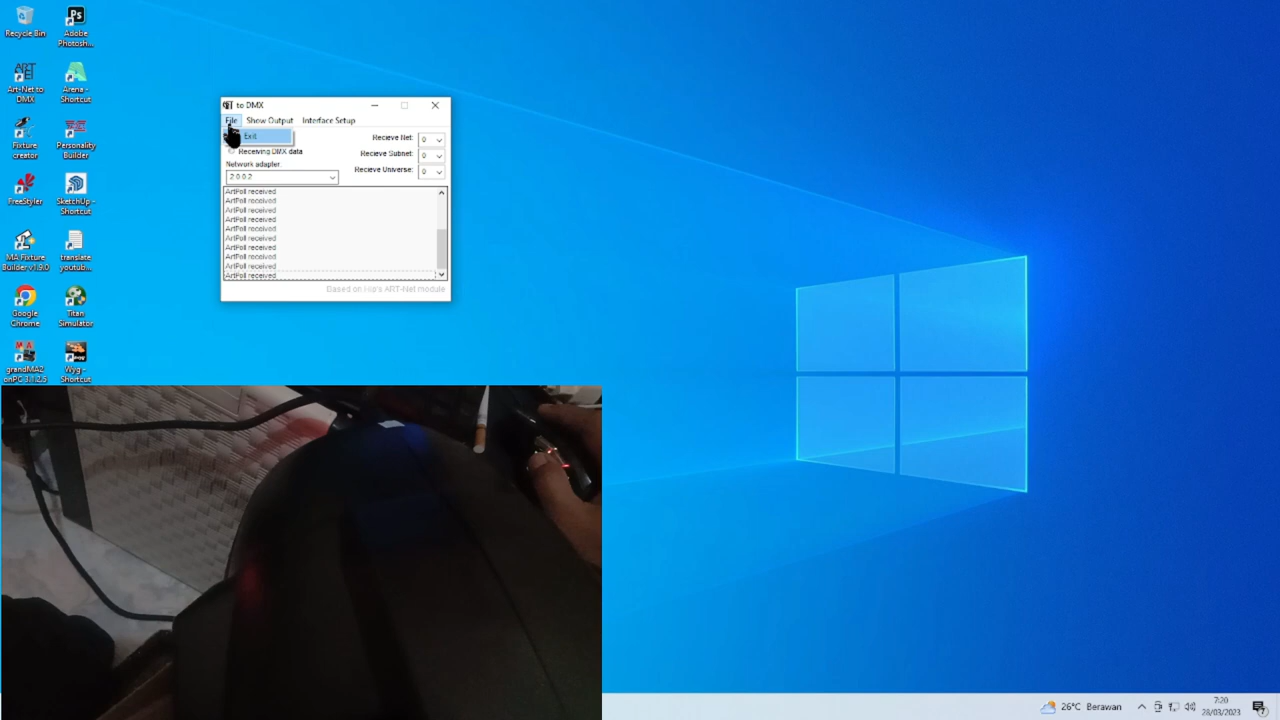 Recycle Bin
Adobe
Photosh...
Art-Net to
DMX
Arena -
Shortcut
Fixture
creator
Personality
Builder
FreeStyler
SketchUp -
Shortcut
MA Fixture
Builder v1.9.0
translate
youtub...
Google
Chrome
Titan
Simulator
grandMA2
onPC 3.1.2.5
Wyg -
Shortcut
to DMX
File Show Output Interface Setup
Exit
Receiving DMX data
Network adapter:
2.0.0.2
Recieve Net: 0
Recieve Subnet: 0
Recieve Universe: 0
ArtPoll received
ArtPoll received
ArtPoll received
ArtPoll received
ArtPoll received
ArtPoll received
ArtPoll received
ArtPoll received
ArtPoll received
ArtPoll received
ART-Net module
26°C Berawan
7:20
28/03/2023